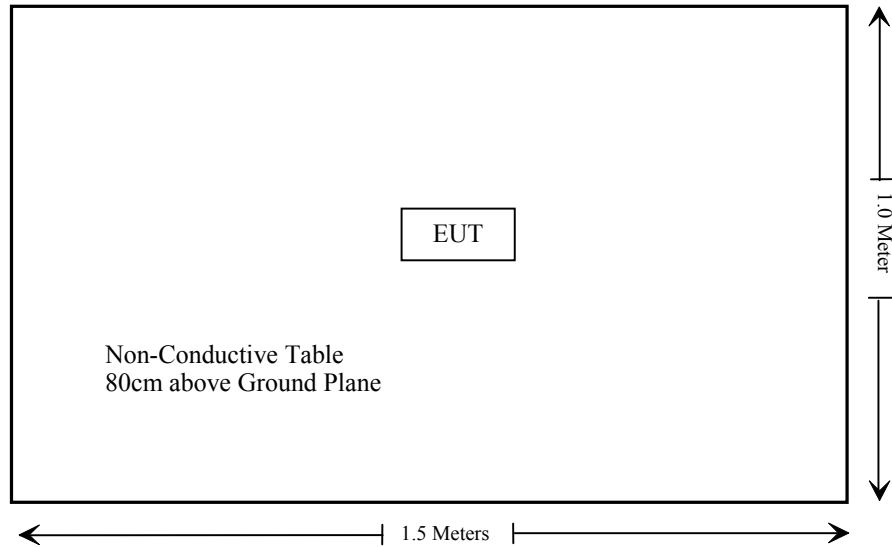 EUT
1.0 Meter
Non-Conductive Table
80cm above Ground Plane
1.5 Meters